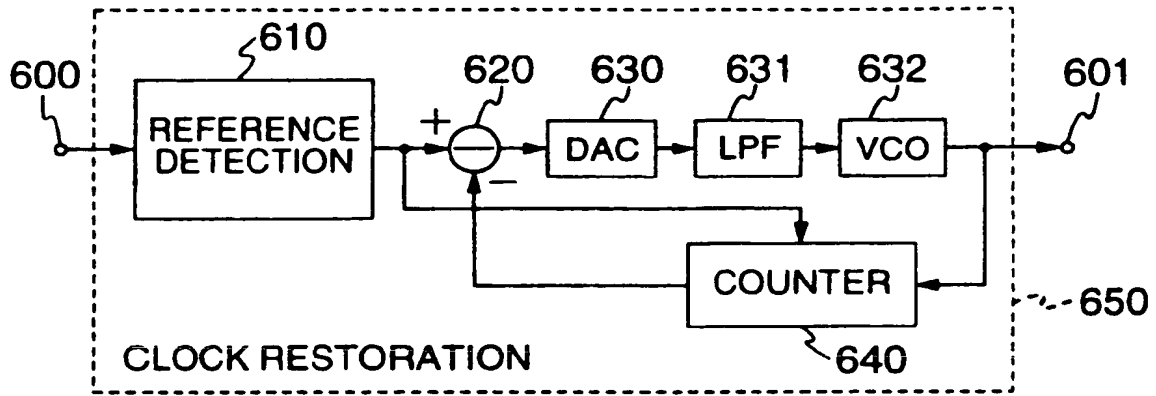 610
600
620
630
631
632
601
REFERENCE
DETECTION
+
−
DAC
LPF
VCO
−
COUNTER
650
640
CLOCK RESTORATION